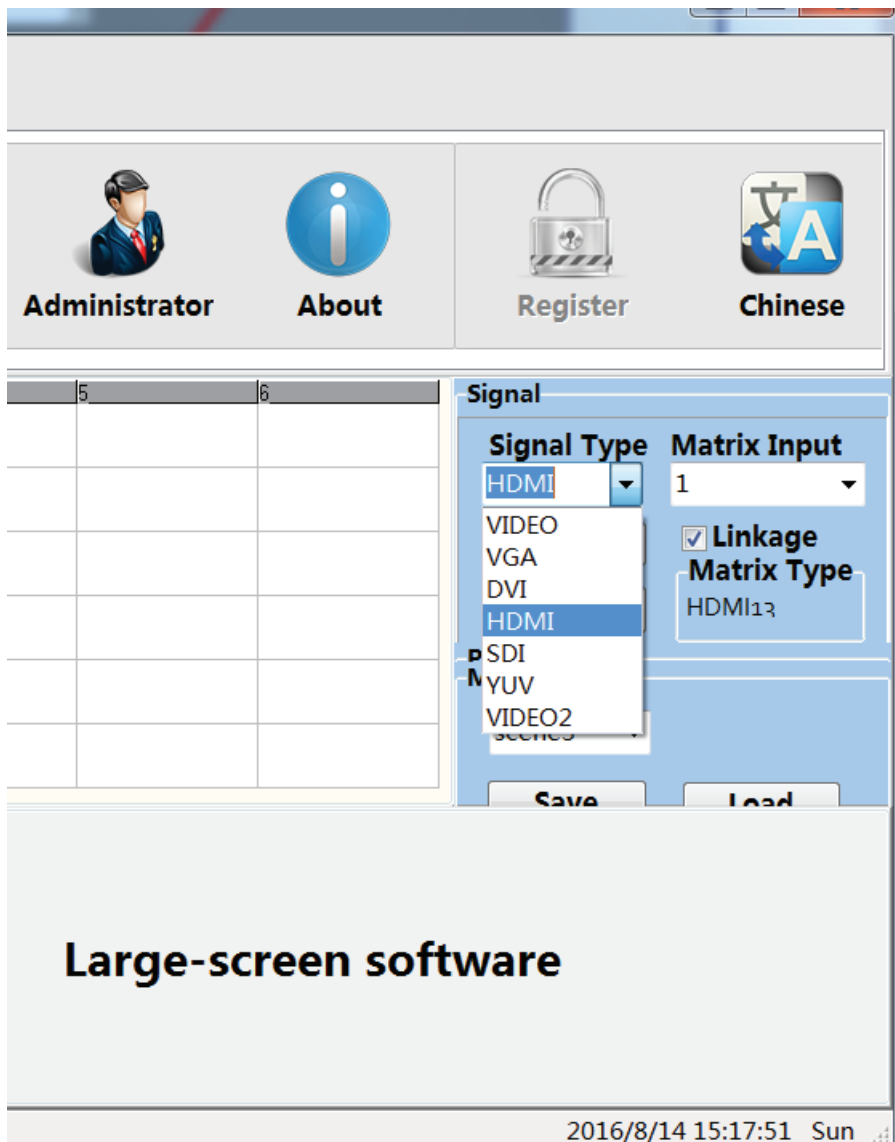 Administrator
About
Register
Chinese
文
A
5
6
Signal
Signal Type
Matrix Input
HDMI
1
VIDEO
VGA
DVI
HDMI
SDI
YUV
VIDEO2
Linkage
Matrix Type
HDMI13
Save
Load
Large-screen software
2016/8/14 15:17:51 Sun